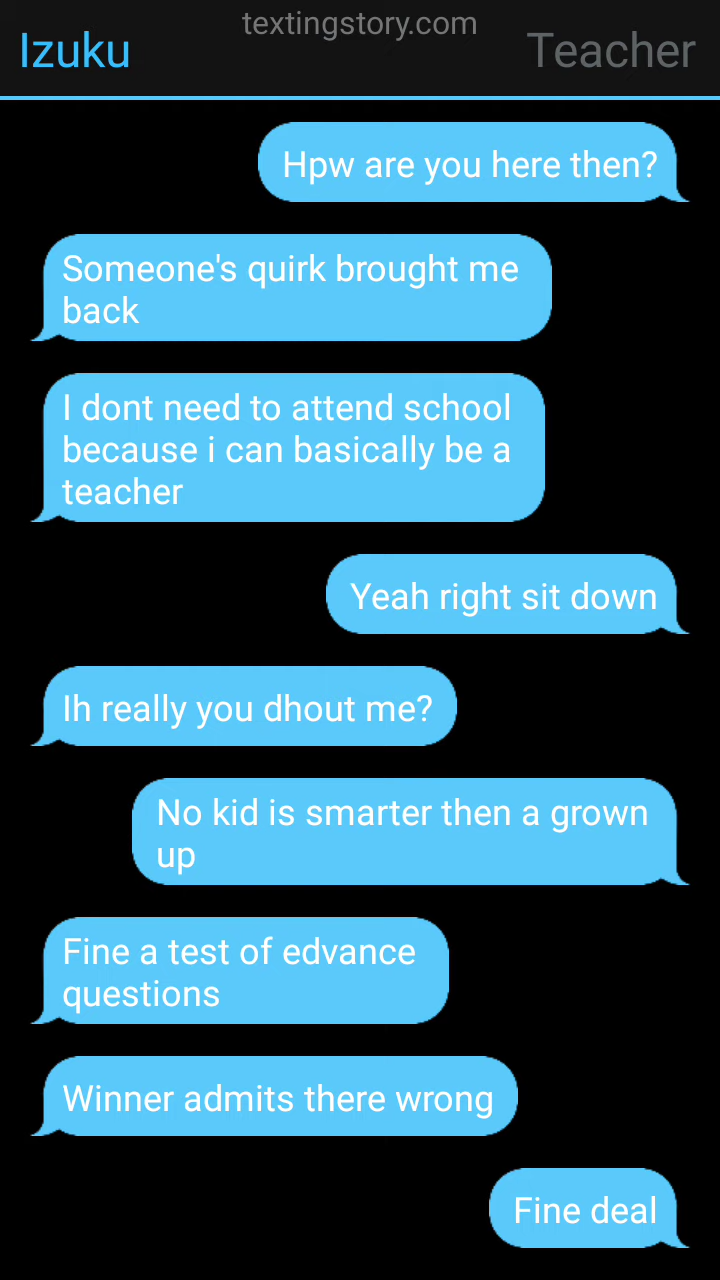 textingstory.com
Izuku
Teacher
Hpw are you here then?
Someone's quirk brought me
back
I dont need to attend school
because i can basically be a
teacher
Yeah right sit down
Ih really you dhout me?
No kid is smarter then a grown
up
Fine a test of edvance
questions
Winner admits there wrong
Fine deal